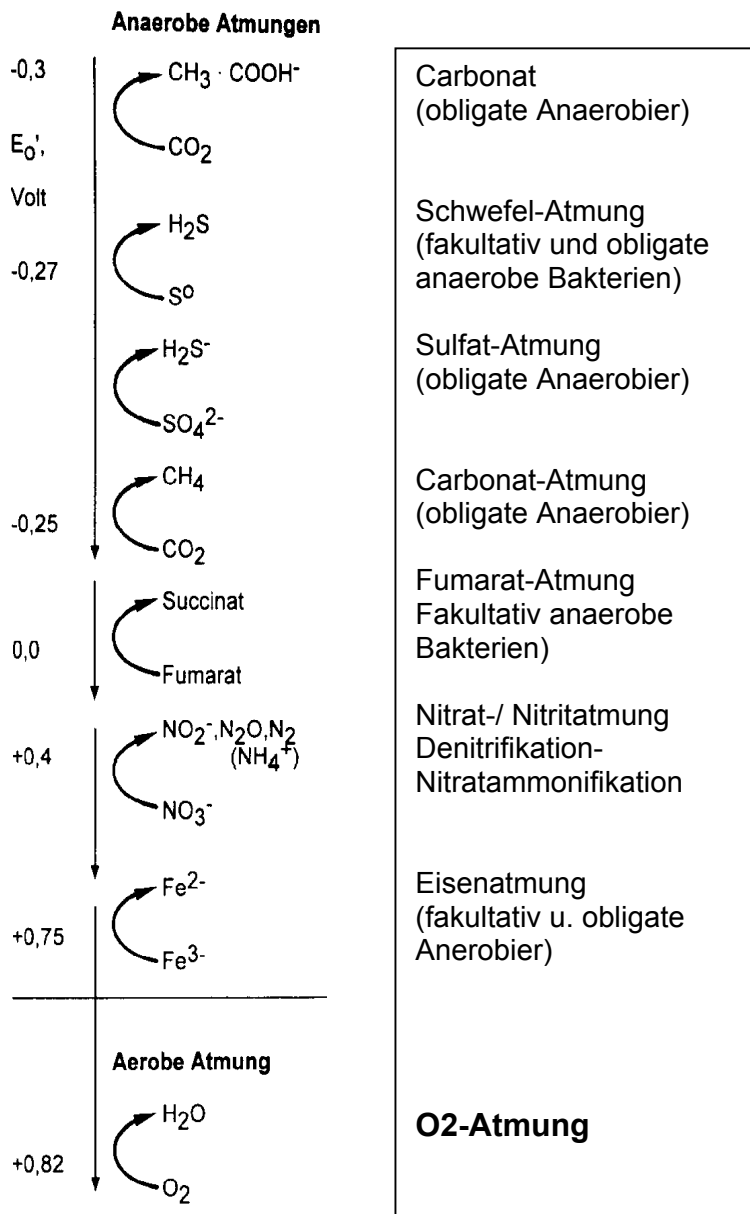 Anaerobe Atmungen
-0,3
CH₃ · COOH⁻
Carbonat
(obligate Anaerobier)
E₀',
CO₂
Volt
H₂S
Schwefel-Atmung
(fakultativ und obligate
anaerobe Bakterien)
-0,27
S⁰
H₂S⁻
Sulfat-Atmung
(obligate Anaerobier)
SO₄²⁻
CH₄
Carbonat-Atmung
(obligate Anaerobier)
-0,25
CO₂
Succinat
Fumarat-Atmung
Fakultativ anaerobe
Bakterien)
0,0
Fumarat
NO₂⁻,N₂O,N₂
(NH₄⁺)
Nitrat-/ Nitritatmung
Denitrifikation-
Nitratammonifikation
+0,4
NO₃⁻
Fe²⁻
Eisenatmung
(fakultativ u. obligate
Anerobier)
+0,75
Fe³⁻
Aerobe Atmung
H₂O
O2-Atmung
+0,82
O₂